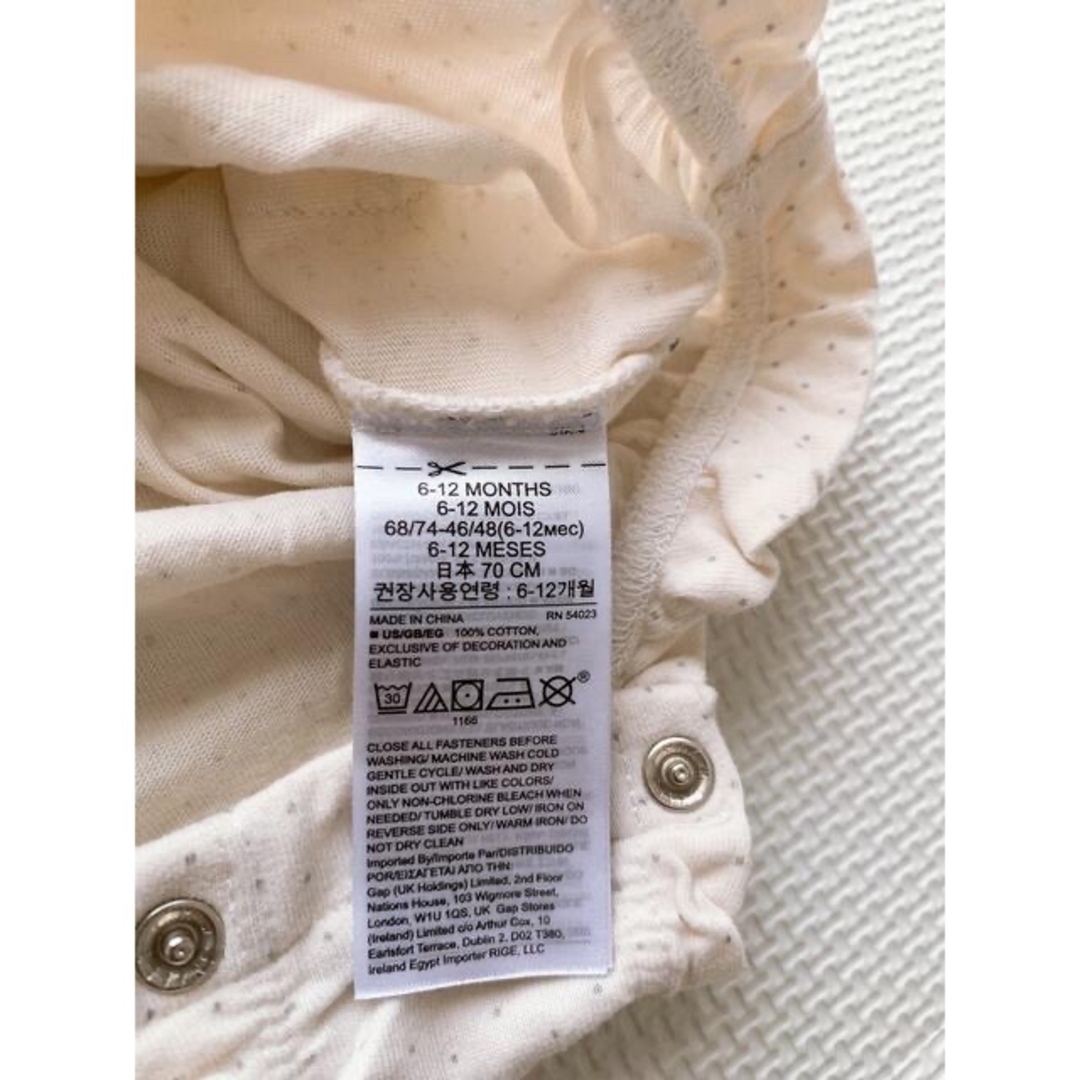 6-12 MONTHS
6-12 MOIS
68/74-46/48(6-12мес)
6-12 MESES
日本 70 CM
권장사용연령 : 6-12개월
MADE IN CHINA RN 54023
■ US/GB/EG 100% COTTON,
EXCLUSIVE OF DECORATION AND
ELASTIC
30
®
1166
CLOSE ALL FASTENERS BEFORE
WASHING/ MACHINE WASH COLD
GENTLE CYCLE/ WASH AND DRY
INSIDE OUT WITH LIKE COLORS/
ONLY NON-CHLORINE BLEACH WHEN
NEEDED/ TUMBLE DRY LOW/ IRON ON
REVERSE SIDE ONLY/ WARM IRON/ DO
NOT DRY CLEAN
Imported By/Importe Par/DISTRIBUIDO
POR/ΕΙΣΑΓΕΤΑΙ ΑΠΟ ΤΗΝ:
Gap (UK Holdings) Limited, 2nd Floor
Nations House, 103 Wigmore Street,
London, W1U 1QS, UK Gap Stores
(Ireland) Limited c/o Arthur Cox, 10
Earlsfort Terrace, Dublin 2, D02 T380,
Ireland Egypt Importer RIGE, LLC